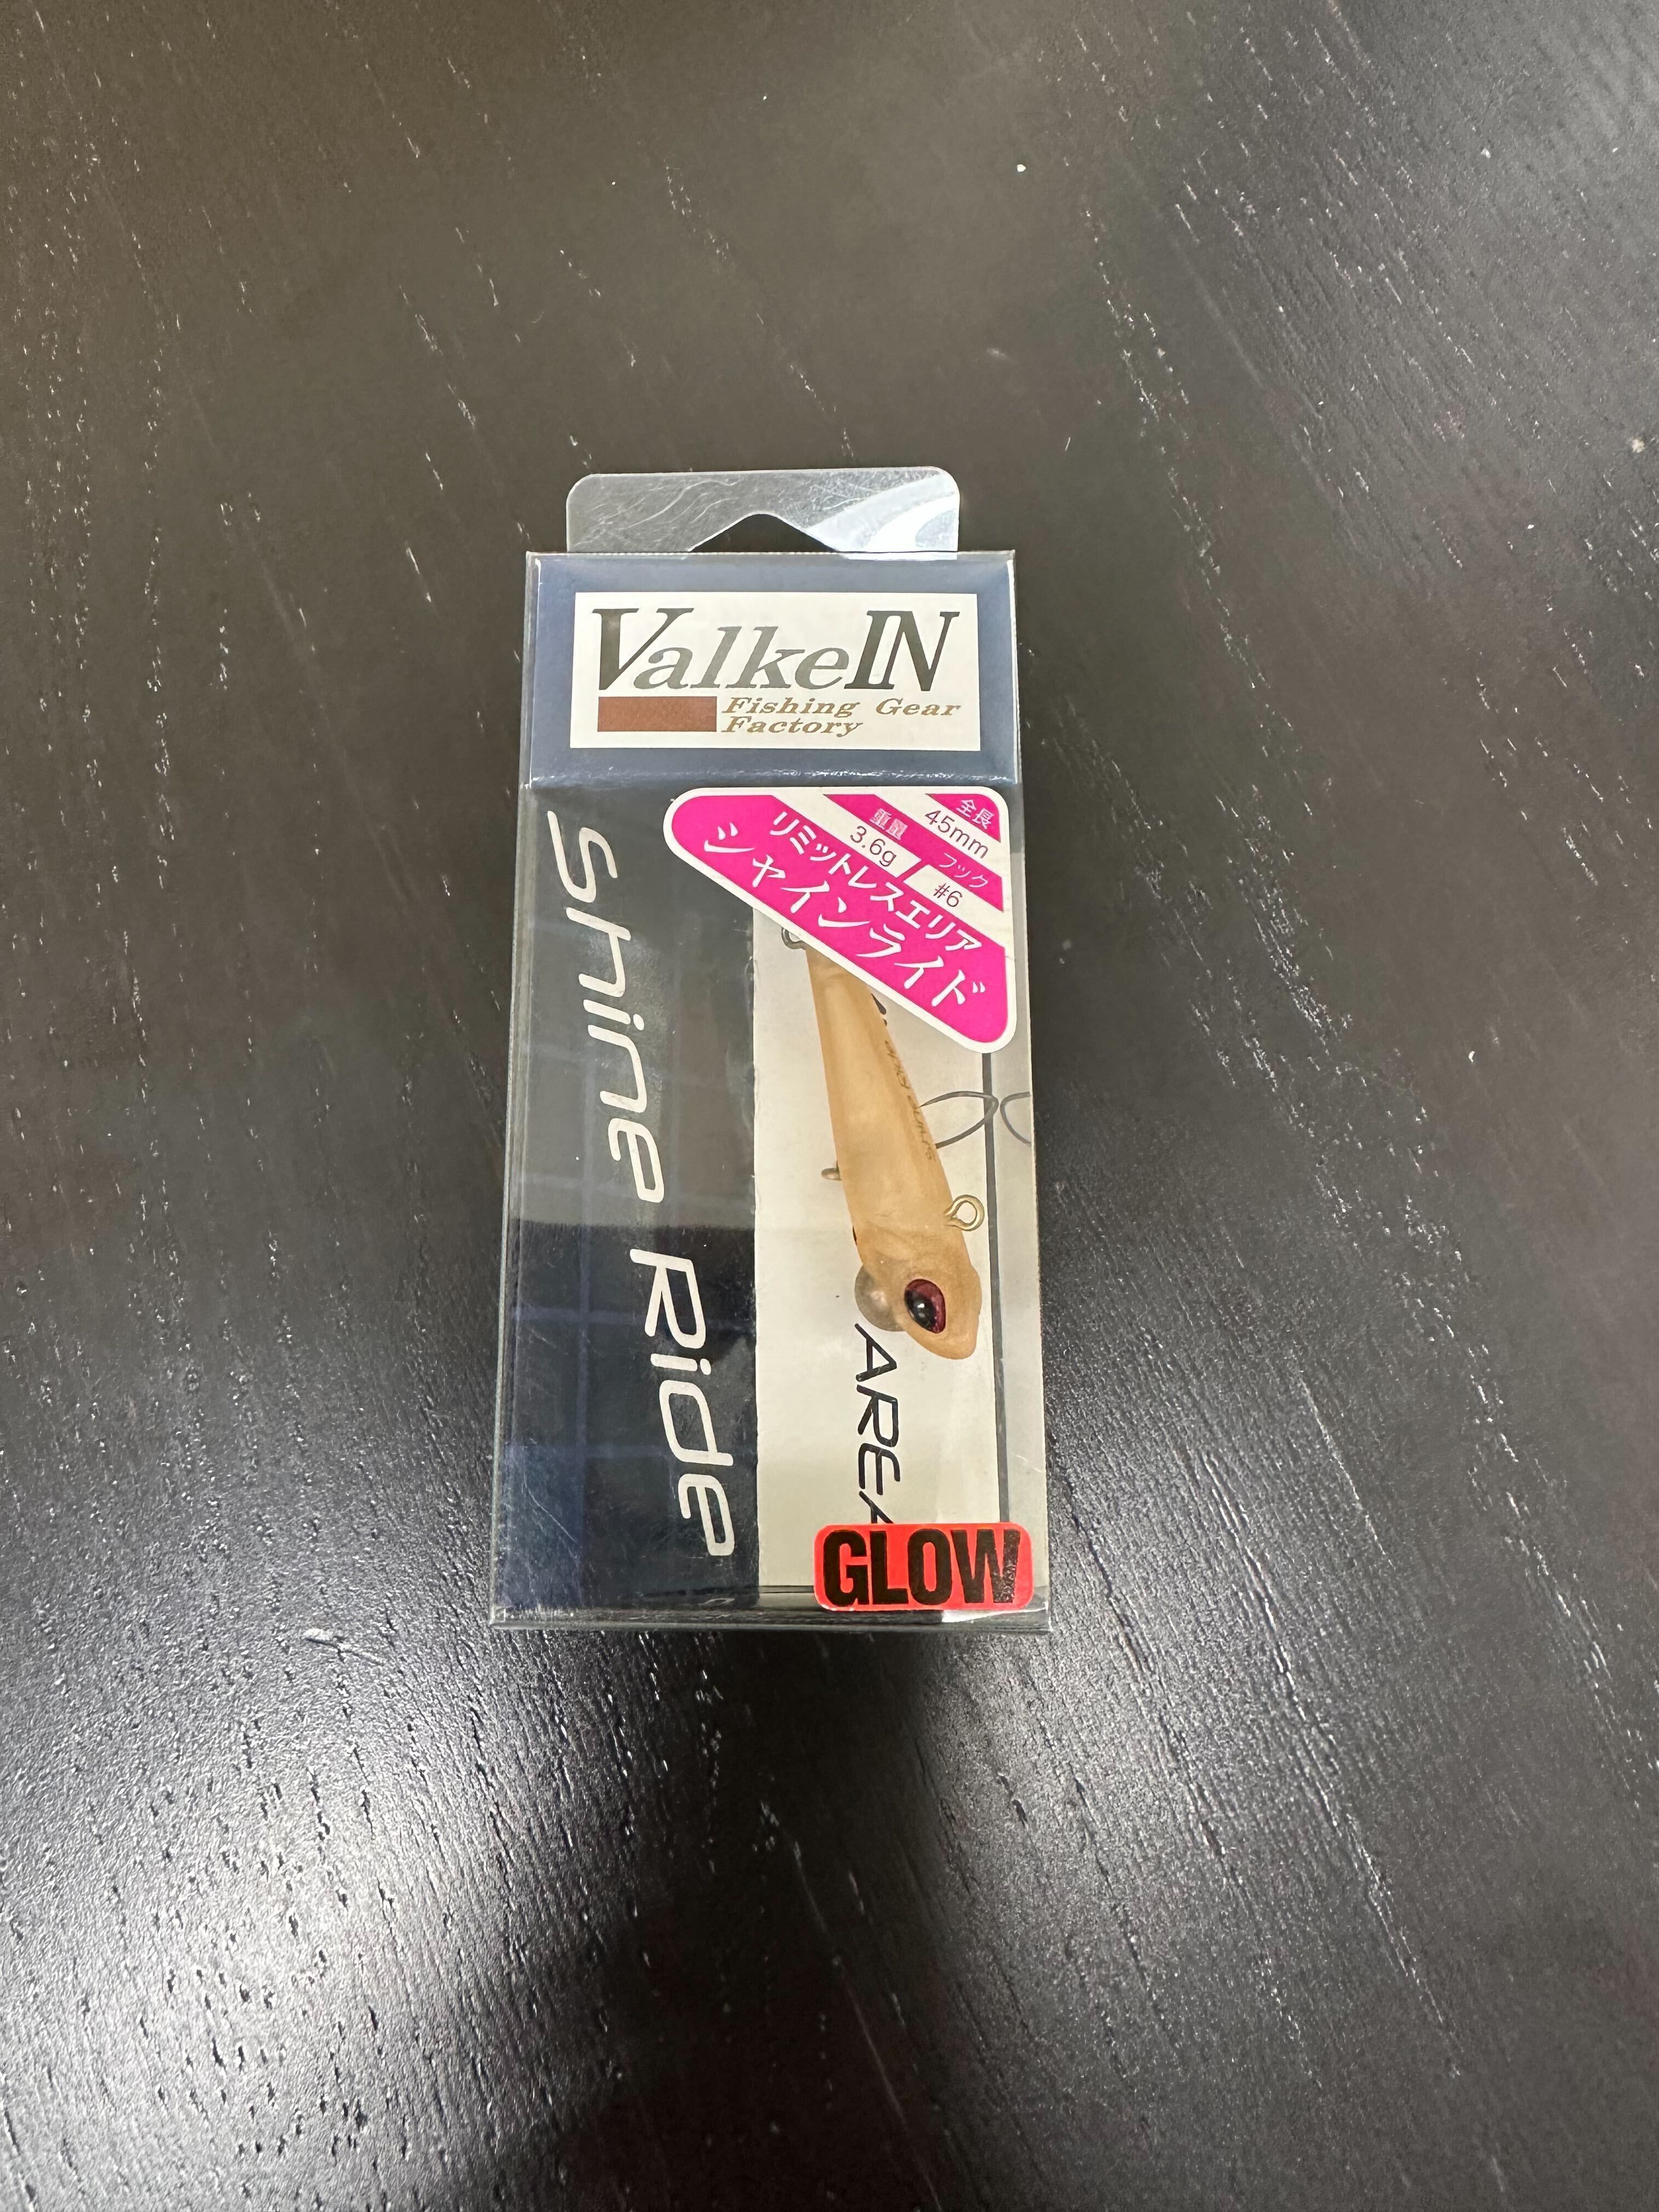 ValkeIN
Fishing Gear
Factory
全長
45mm
重量
フック
3.6g
#6
リミットレスエリア
シャインライド
Shine Ride
AREA
GLOW